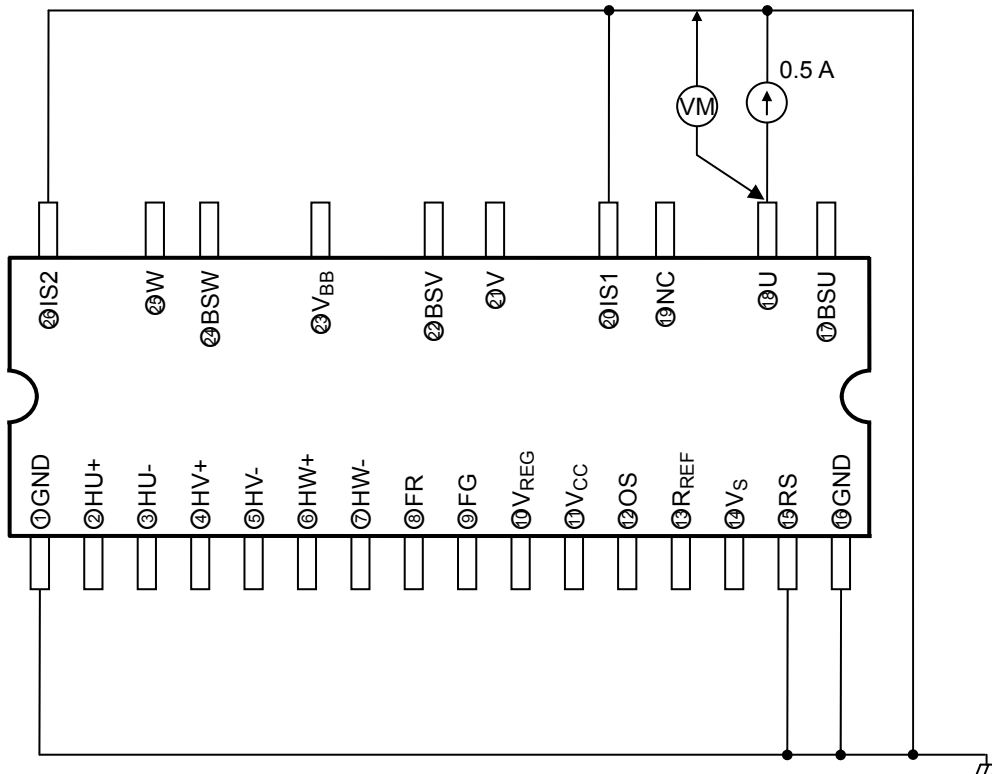 0.5 A
VM
㉖IS2
㉕W
㉔BSW
㉓VBB
㉒BSV
㉑V
⑳IS1
⑲NC
⑱U
⑰BSU
①GND
②HU+
③HU-
④HV+
⑤HV-
⑥HW+
⑦HW-
⑧FR
⑨FG
⑩VREG
⑪VCC
⑫OS
⑬RREF
⑭VS
⑮RS
⑯GND